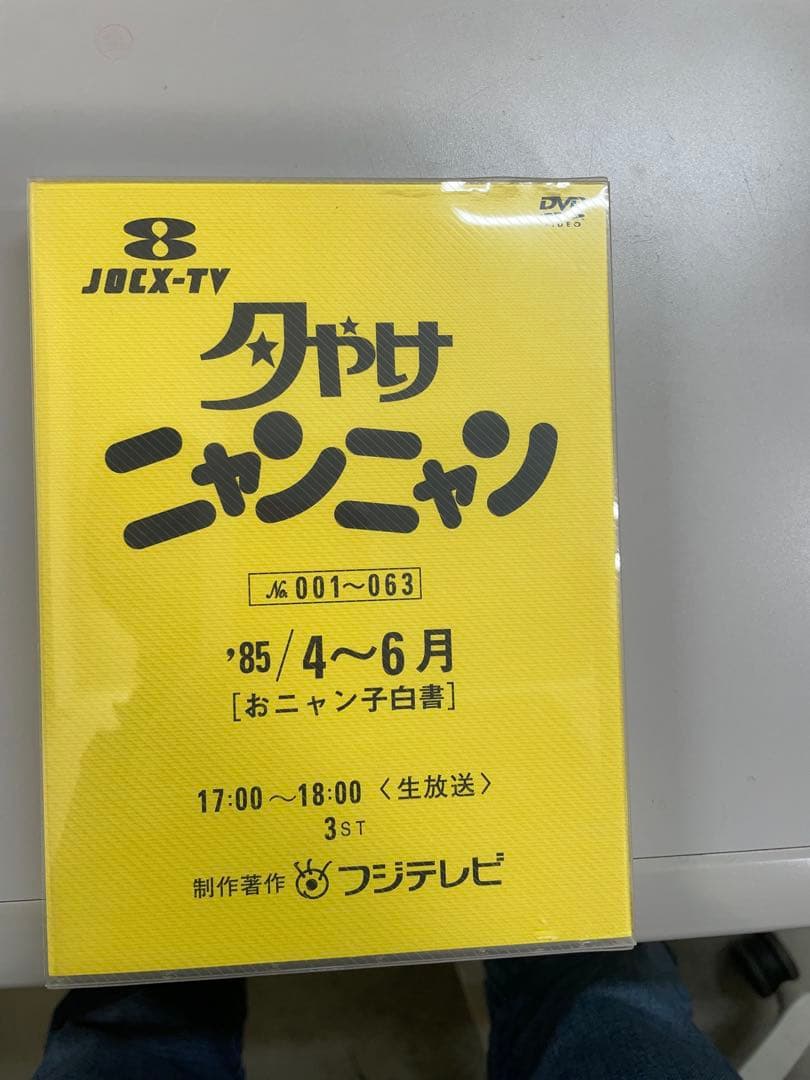 8
JOCX-TV
DVD
VIDEO
夕やけ
ニャンニャン
No. 001〜063
'85/4〜6月
[おニャン子白書]
17:00〜18:00〈生放送〉
3ST
制作著作 フジテレビ